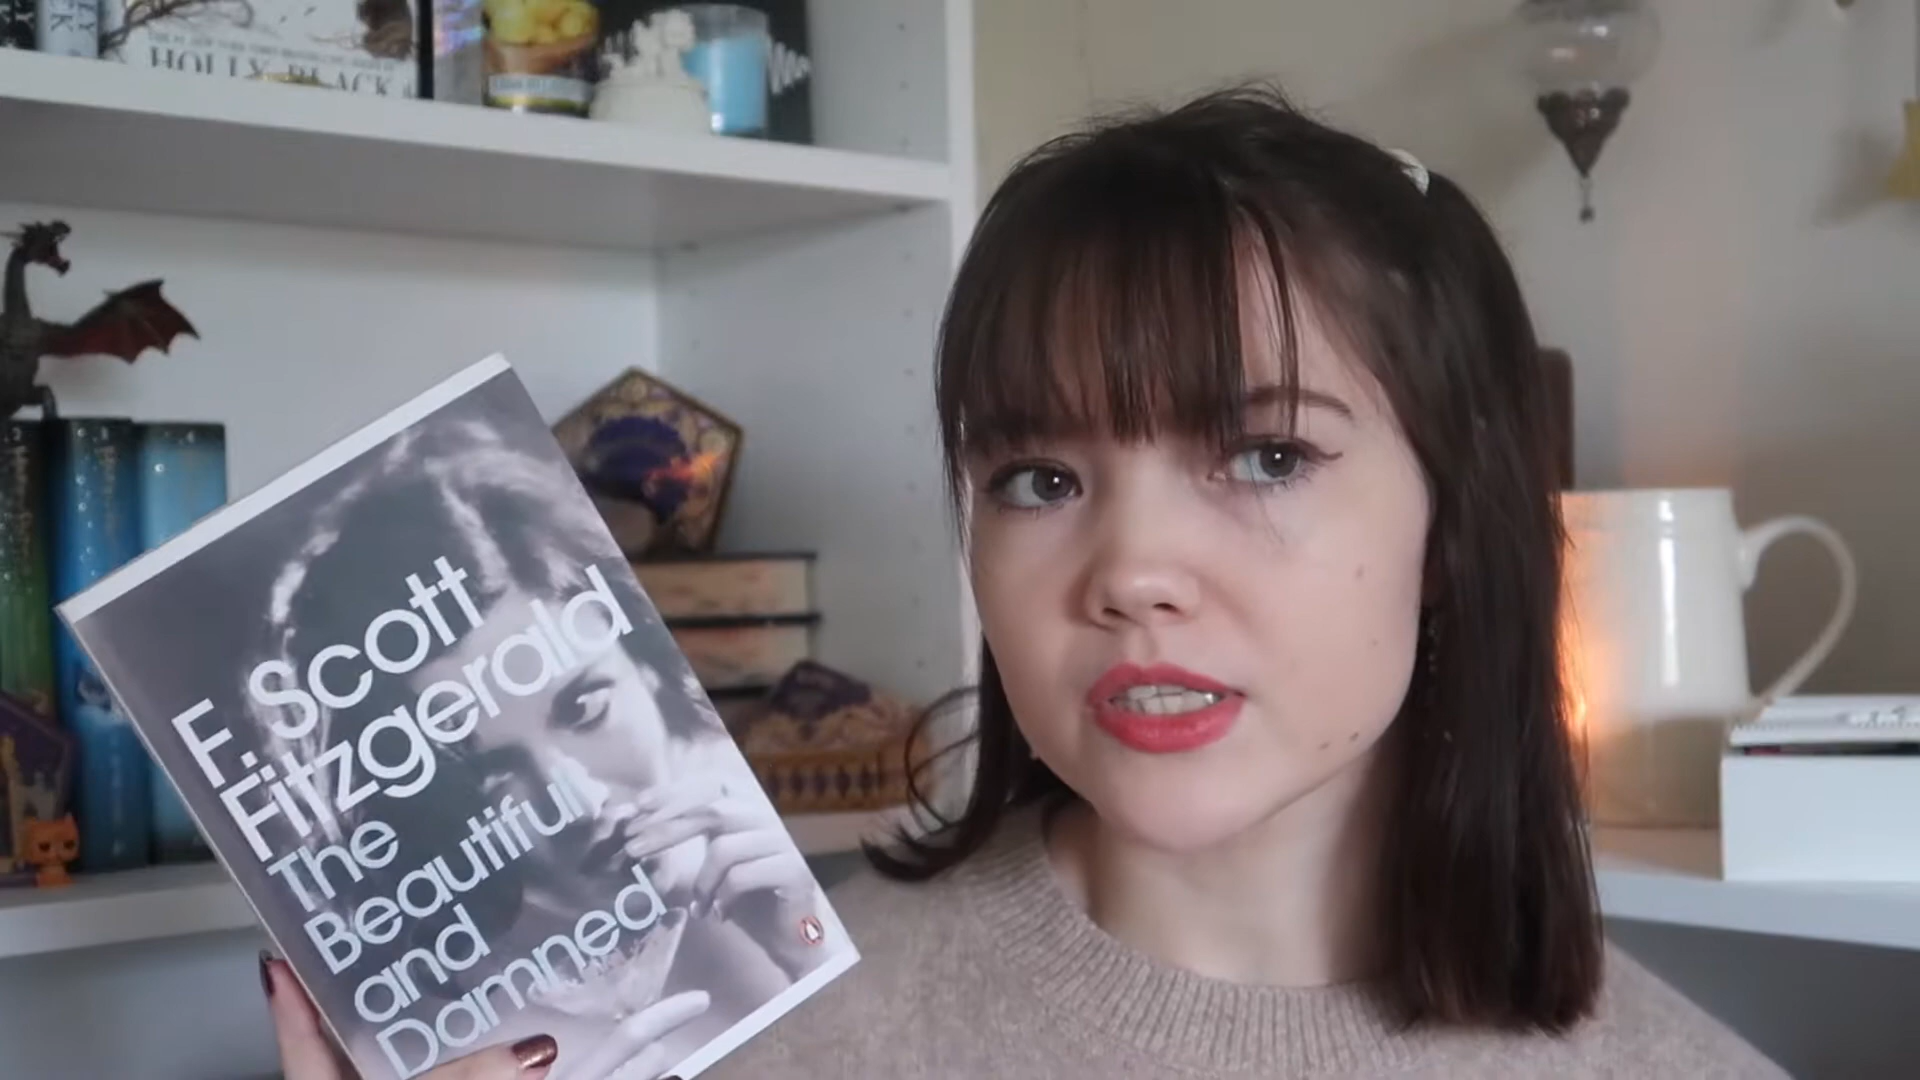 HOLLY BLACK
F. Scott
Fitzgerald
The
Beautiful
and
Damned